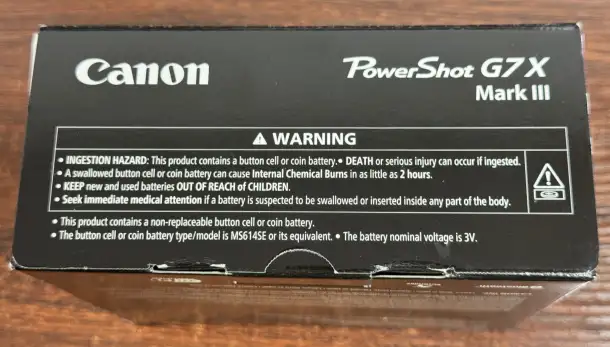 Canon
PowerShot G7 X
Mark III
⚠ WARNING
• INGESTION HAZARD: This product contains a button cell or coin battery. • DEATH or serious injury can occur if ingested.
• A swallowed button cell or coin battery can cause Internal Chemical Burns in as little as 2 hours.
• KEEP new and used batteries OUT OF REACH of CHILDREN.
• Seek immediate medical attention if a battery is suspected to be swallowed or inserted inside any part of the body.
• This product contains a non-replaceable button cell or coin battery.
• The button cell or coin battery type/model is MS614SE or its equivalent. • The battery nominal voltage is 3V.